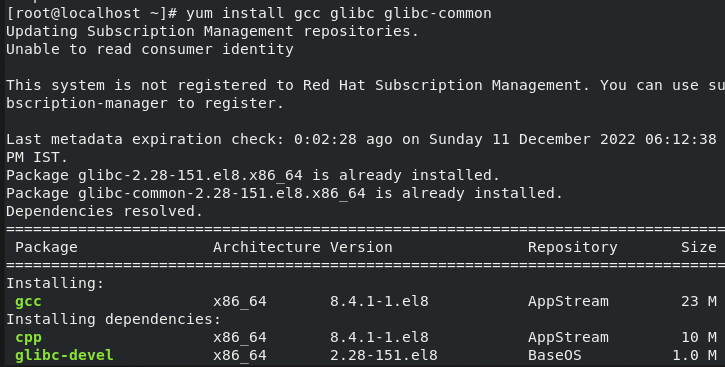 [root@localhost ~]# yum install gcc glibc glibc-common
Updating Subscription Management repositories.
Unable to read consumer identity
This system is not registered to Red Hat Subscription Management. You can use su
bscription-manager to register.
Last metadata expiration check: 0:02:28 ago on Sunday 11 December 2022 06:12:38
PM IST.
Package glibc-2.28-151.el8.x86_64 is already installed.
Package glibc-common-2.28-151.el8.x86_64 is already installed.
Dependencies resolved.
================================================================================
Package Architecture Version Repository Size
================================================================================
Installing:
gcc x86_64 8.4.1-1.el8 AppStream 23 M
Installing dependencies:
cpp x86_64 8.4.1-1.el8 AppStream 10 M
glibc-devel x86_64 2.28-151.el8 BaseOS 1.0 M